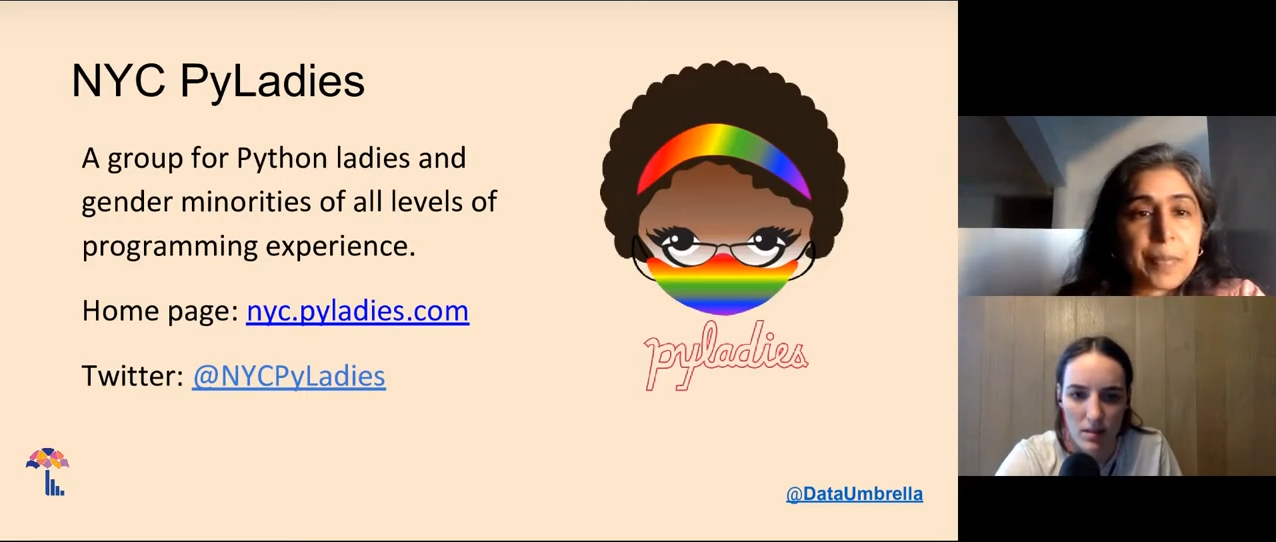 NYC PyLadies
A group for Python ladies and
gender minorities of all levels of
programming experience.
Home page: nyc.pyladies.com
Twitter: @NYCPyLadies
pyladies
@DataUmbrella